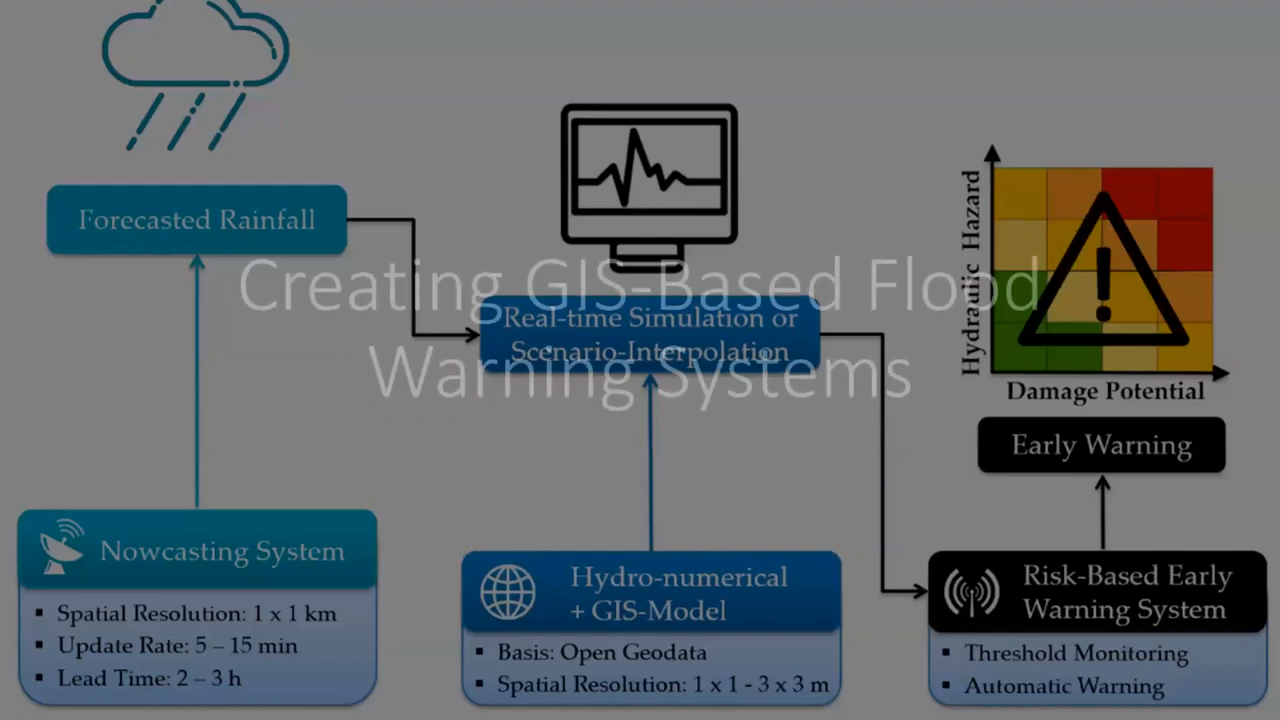 Creating GIS-Based Flood
Warning Systems
Forecasted Rainfall
Nowcasting System
▪ Spatial Resolution: 1 x 1 km
▪ Update Rate: 5 – 15 min
▪ Lead Time: 2 – 3 h
Real-time Simulation or
Scenario-Interpolation
Hydro-numerical
+ GIS-Model
▪ Basis: Open Geodata
▪ Spatial Resolution: 1 x 1 - 3 x 3 m
Hydraulic Hazard
Damage Potential
Early Warning
Risk-Based Early
Warning System
▪ Threshold Monitoring
▪ Automatic Warning